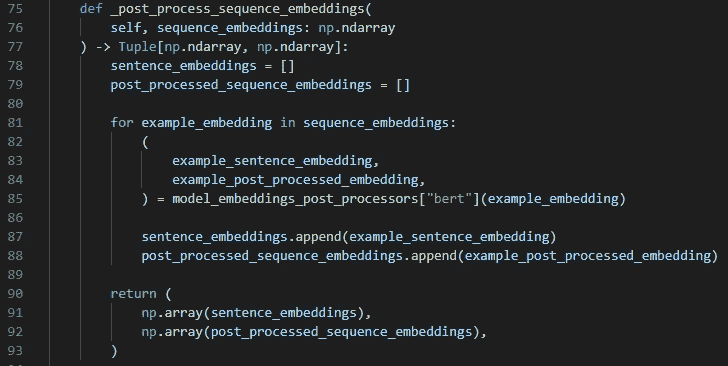 75 def _post_process_sequence_embeddings(
76 self, sequence_embeddings: np.ndarray
77 ) -> Tuple[np.ndarray, np.ndarray]:
78 sentence_embeddings = []
79 post_processed_sequence_embeddings = []
80
81 for example_embedding in sequence_embeddings:
82 (
83 example_sentence_embedding,
84 example_post_processed_embedding,
85 ) = model_embeddings_post_processors["bert"](example_embedding)
86
87 sentence_embeddings.append(example_sentence_embedding)
88 post_processed_sequence_embeddings.append(example_post_processed_embedding)
89
90 return (
91 np.array(sentence_embeddings),
92 np.array(post_processed_sequence_embeddings),
93 )